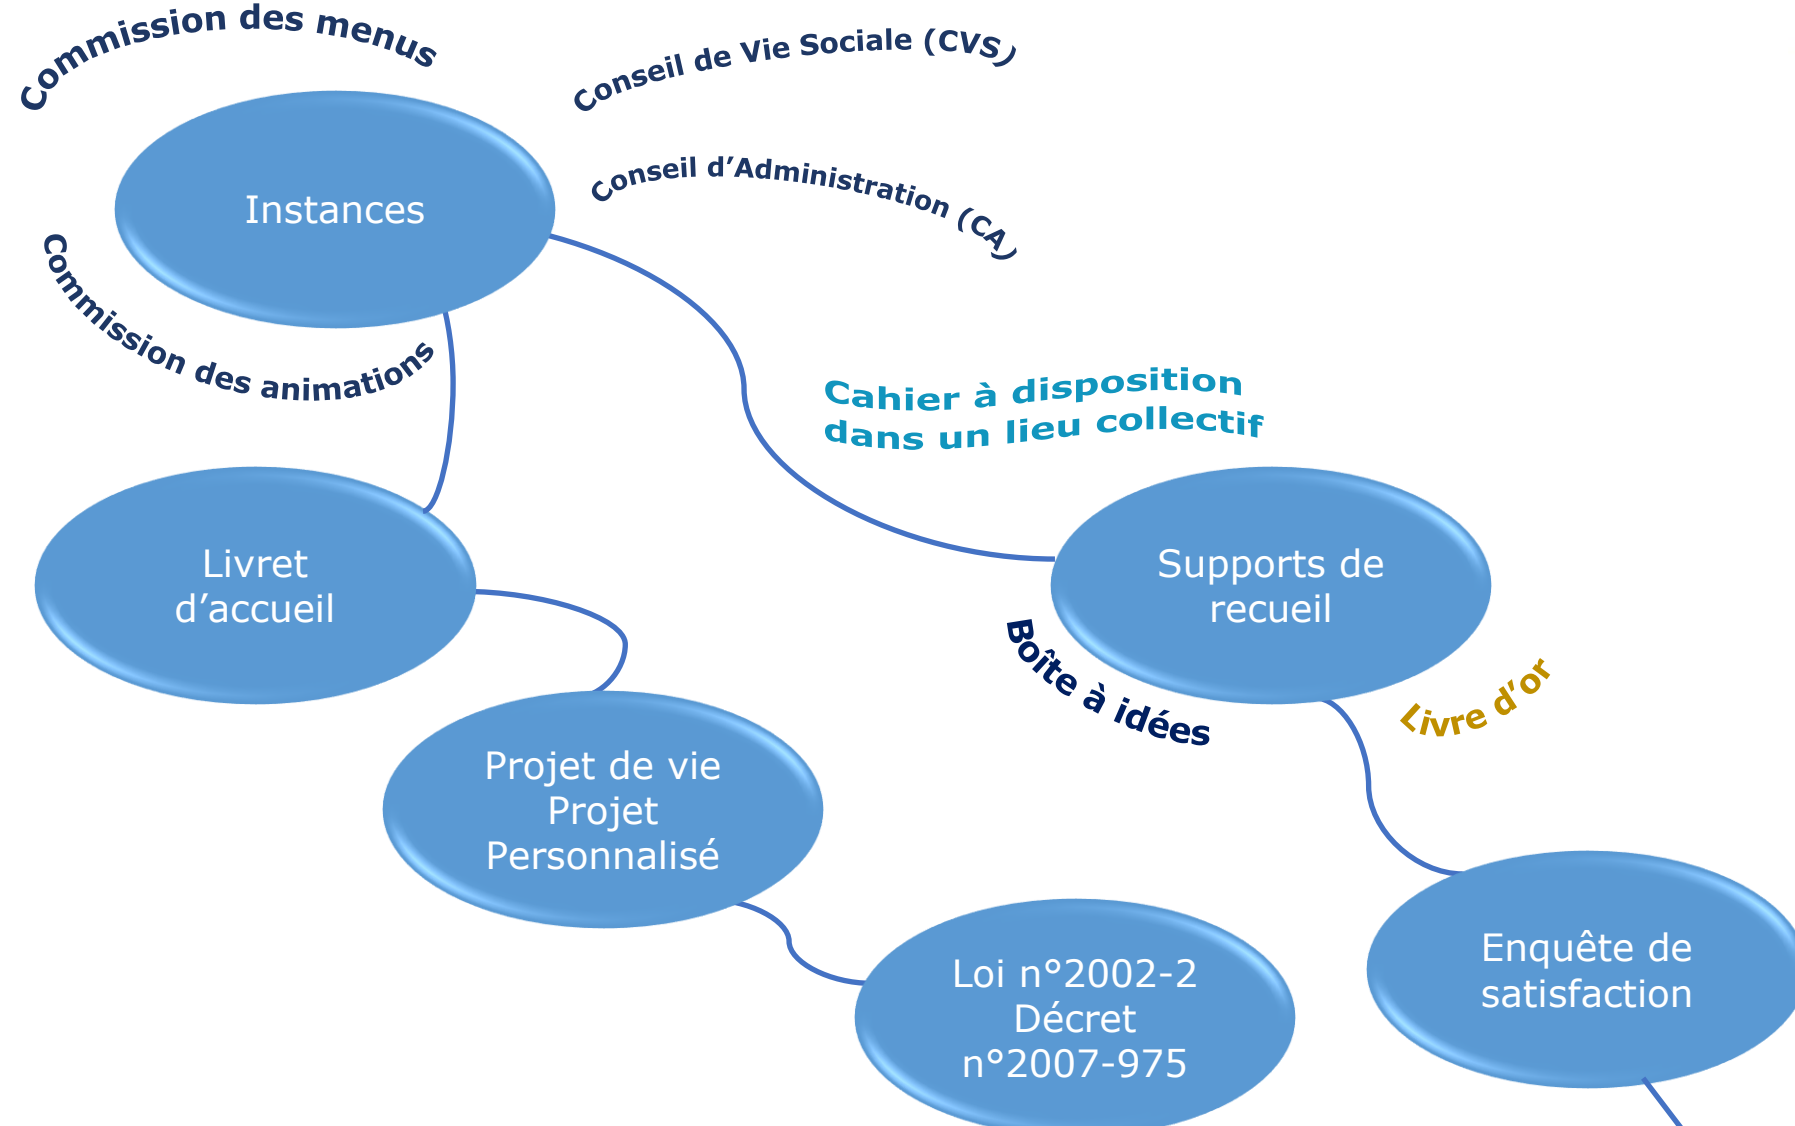 Commission des menus
Conseil de Vie Sociale (CVS)
Conseil d’Administration (CA)
Instances
Commission des animations
Cahier à disposition
dans un lieu collectif
Livret
d’accueil
Supports de
recueil
Boîte à idées
Livre d’or
Projet de vie
Projet
Personnalisé
Enquête de
satisfaction
Loi n°2002-2
Décret
n°2007-975